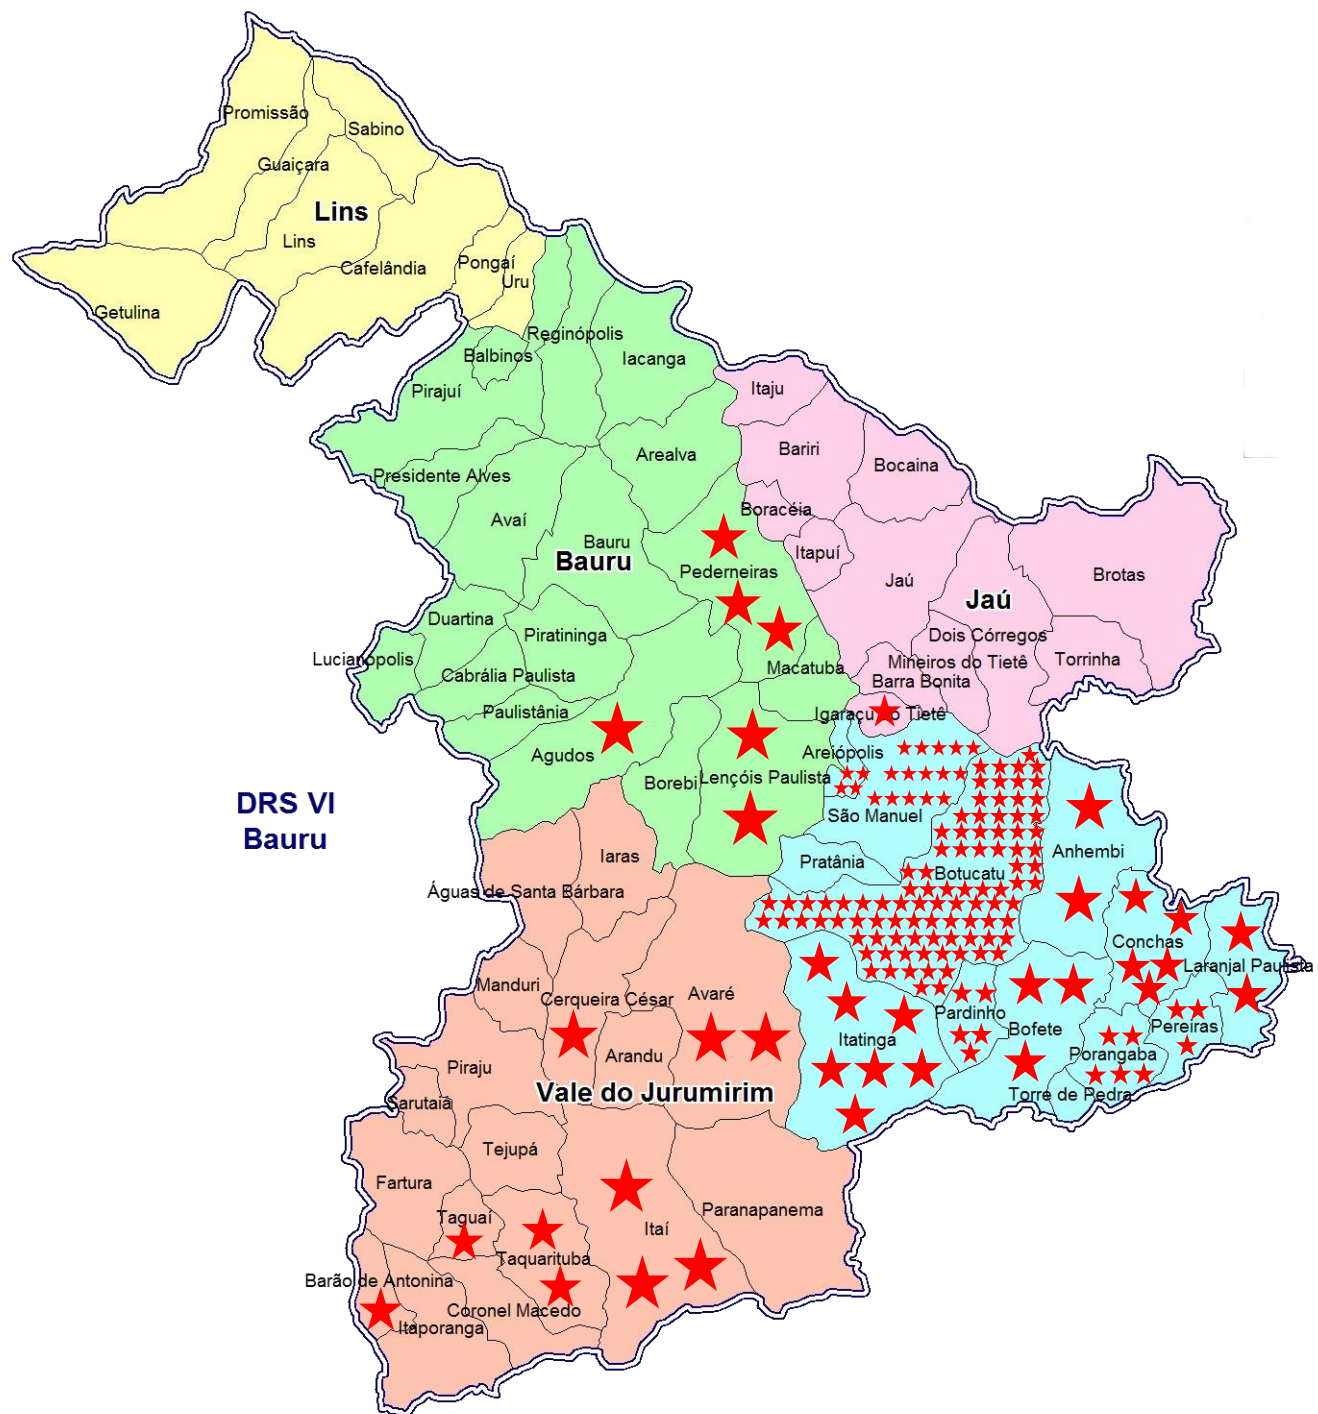 Promissão
Sabino
Guaiçara
Lins
Lins
Pongaí
Cafelândia
Uru
Getulina
Reginópolis
Balbinos
Iacanga
Pirajuí
Itaju
Bariri
Arealva
Bocaina
Presidente Alves
Boracéia
Avaí
Bauru
Itapuí
Bauru
Pederneiras
Jaú
Brotas
Jaú
Duartina
Piratininga
Dois Córregos
Lucianópolis
Mineiros do Tietê
Torrinha
Macatuba
Cabrália Paulista
Barra Bonita
Paulistânia
Igaraçu do Tietê
Agudos
Areiópolis
Borebi
Lençóis Paulista
DRS VI
Bauru
São Manuel
Iaras
Pratânia
Anhembi
Botucatu
Águas de Santa Bárbara
Conchas
Laranjal Paulista
Manduri
Cerqueira César
Avaré
Pardinho
Pereiras
Bofete
Itatinga
Arandu
Porangaba
Piraju
Vale do Jurumirim
Torre de Pedra
Sarutaiá
Tejupá
Fartura
Paranapanema
Taguaí
Itaí
Taquarituba
Barão de Antonina
Coronel Macedo
Itaporanga